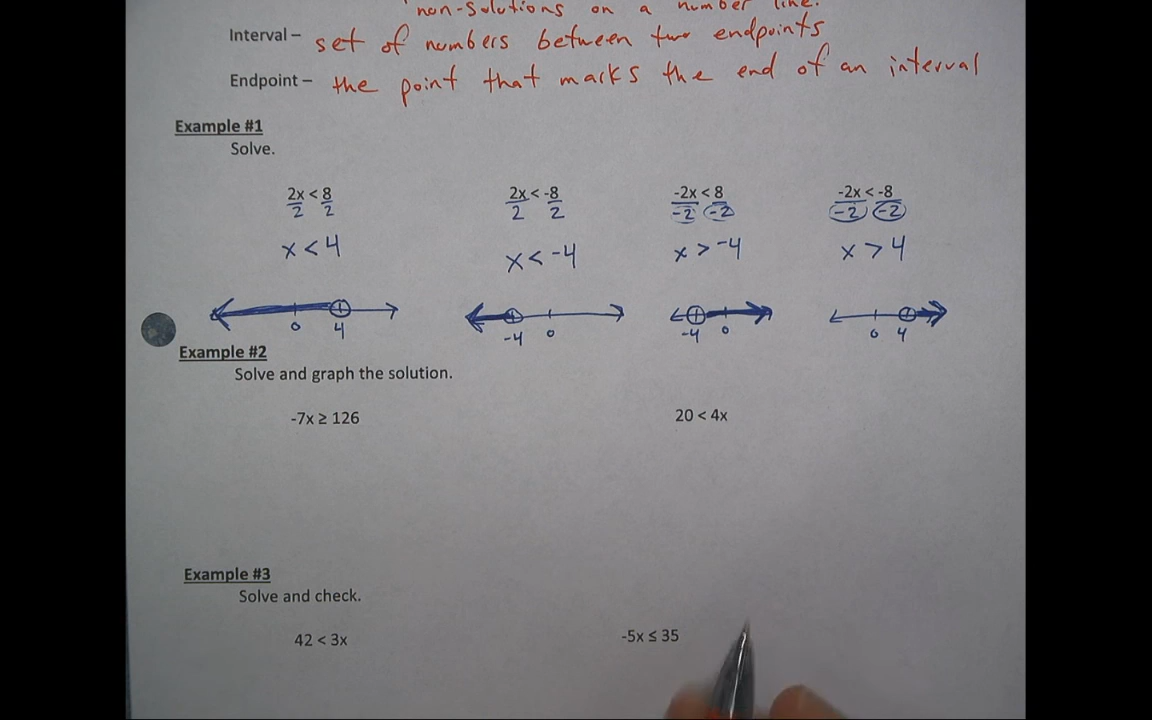 non-solutions on a number line.
Interval – set of numbers between two endpoints
Endpoint – the point that marks the end of an interval
Example #1
Solve.
2x < 8 2x < -8 -2x < 8 -2x < -8
2 2 2 2 -2 -2 -2 -2
x < 4 x < -4 x > -4 x > 4
0 4 -4 0 -4 0 0 4
Example #2
Solve and graph the solution.
-7x ≥ 126 20 < 4x
Example #3
Solve and check.
42 < 3x -5x ≤ 35